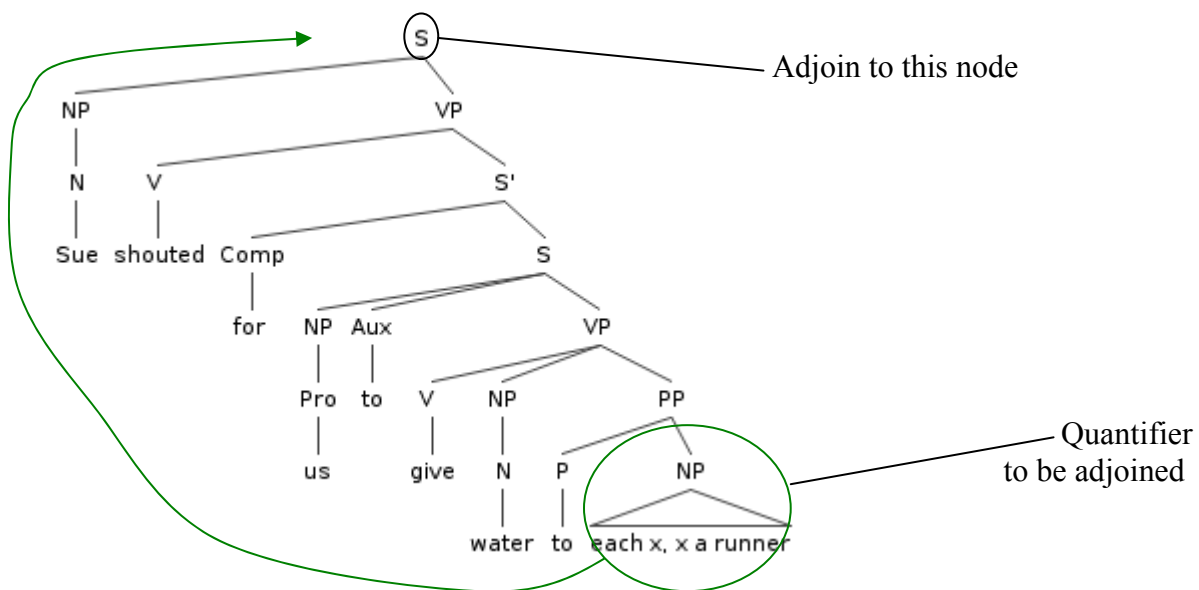 S
Adjoin to this node
NP VP
N V S'
Sue shouted Comp S
for NP Aux VP
Pro to V NP PP
Quantifier
to be adjoined
us give N P NP
water to each x, x a runner